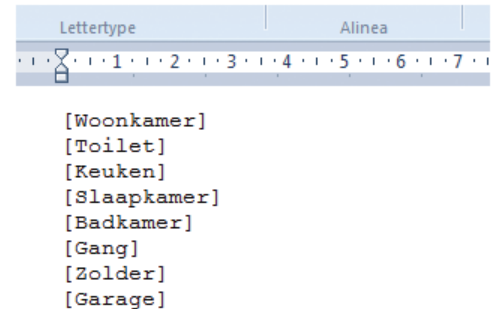 Lettertype Alinea
1 2 3 4 5 6 7
[Woonkamer]
[Toilet]
[Keuken]
[Slaapkamer]
[Badkamer]
[Gang]
[Zolder]
[Garage]